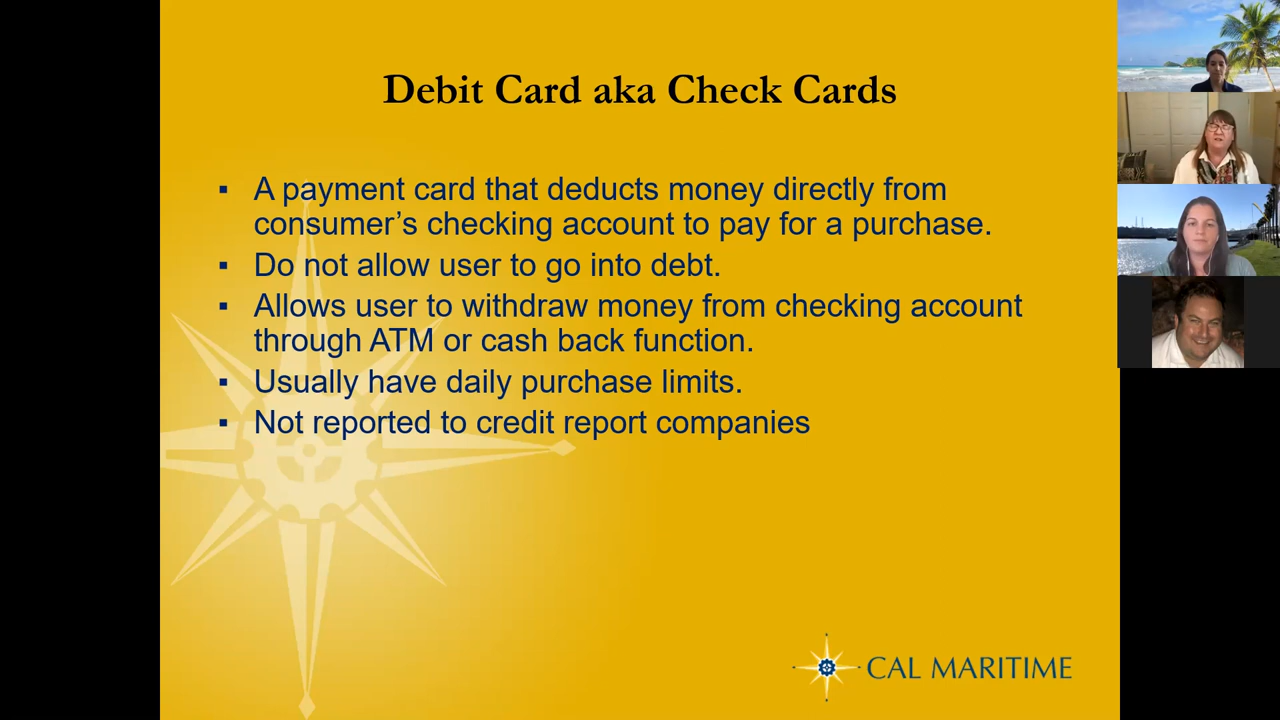 Debit Card aka Check Cards
▪ A payment card that deducts money directly from
consumer’s checking account to pay for a purchase.
▪ Do not allow user to go into debt.
▪ Allows user to withdraw money from checking account
through ATM or cash back function.
▪ Usually have daily purchase limits.
▪ Not reported to credit report companies
CAL MARITIME